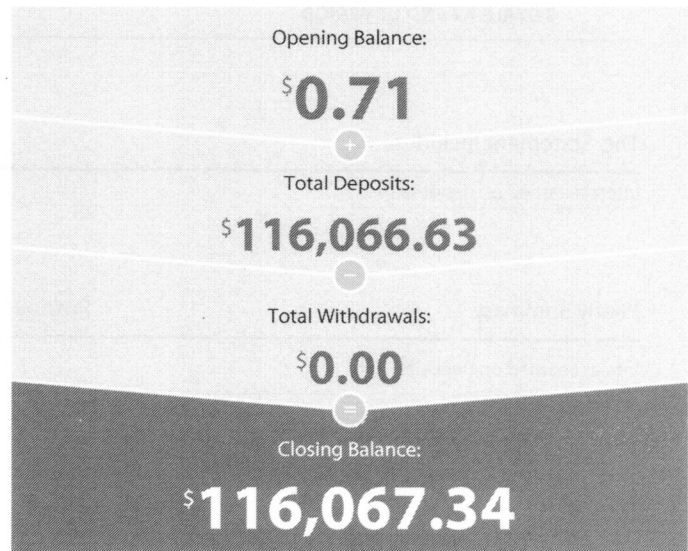 Opening Balance:
$0.71
+
Total Deposits:
$116,066.63
−
Total Withdrawals:
$0.00
=
Closing Balance:
$116,067.34